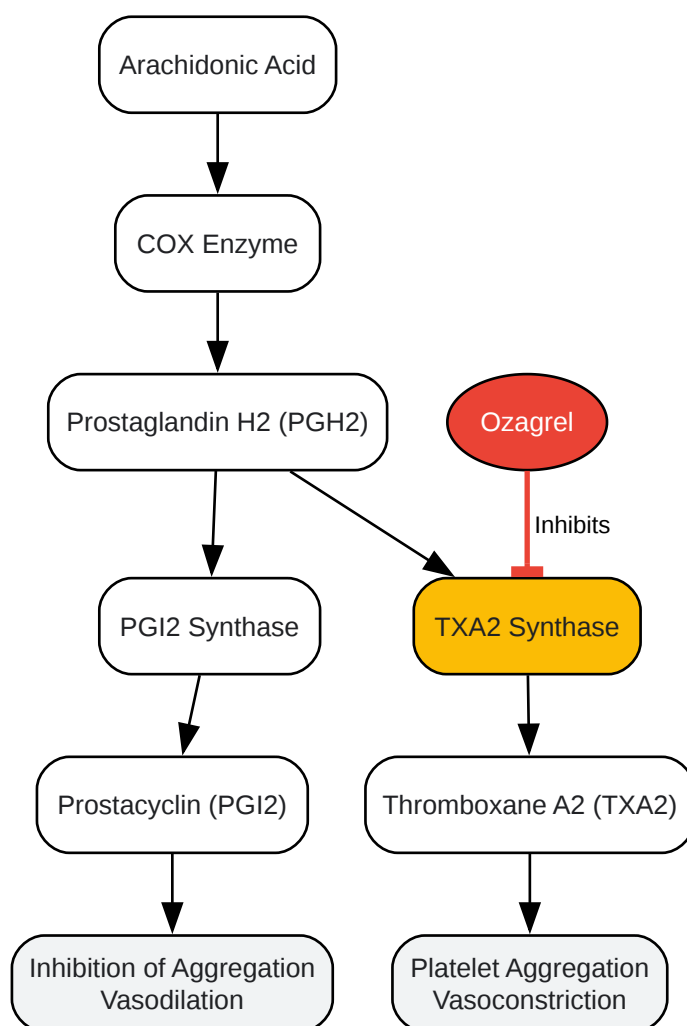 Arachidonic Acid
COX Enzyme
Prostaglandin H2 (PGH2)
Ozagrel
Inhibits
PGI2 Synthase
TXA2 Synthase
Prostacyclin (PGI2)
Thromboxane A2 (TXA2)
Inhibition of Aggregation
Vasodilation
Platelet Aggregation
Vasoconstriction